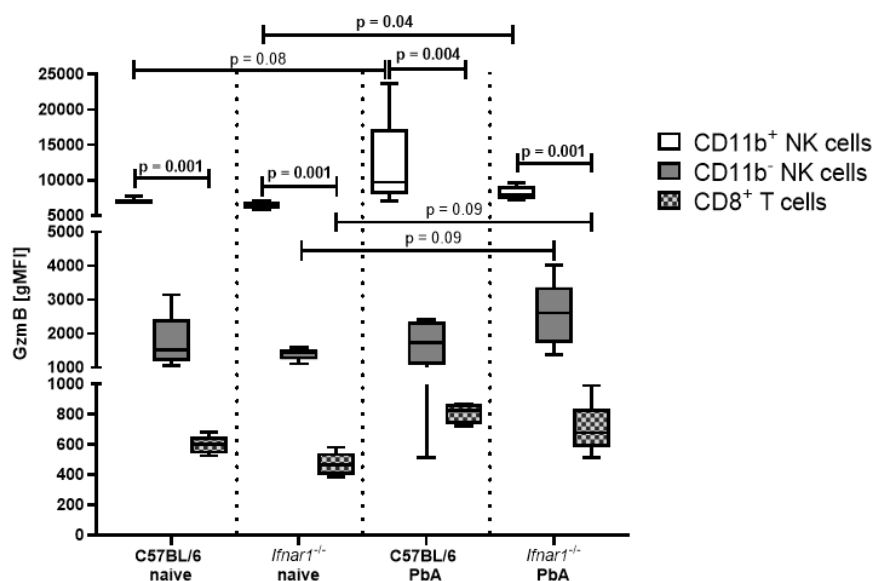 p = 0.04
p = 0.08
p = 0.004
25000
20000
15000
10000
5000
p = 0.001
p = 0.001
p = 0.001
CD11b⁺ NK cells
CD11b⁻ NK cells
CD8⁺ T cells
p = 0.09
p = 0.09
GzmB [gMFI]
5000
4000
3000
2000
1000
1000
800
600
400
200
0
C57BL/6
naive
Ifnar1⁻/⁻
naive
C57BL/6
PbA
Ifnar1⁻/⁻
PbA